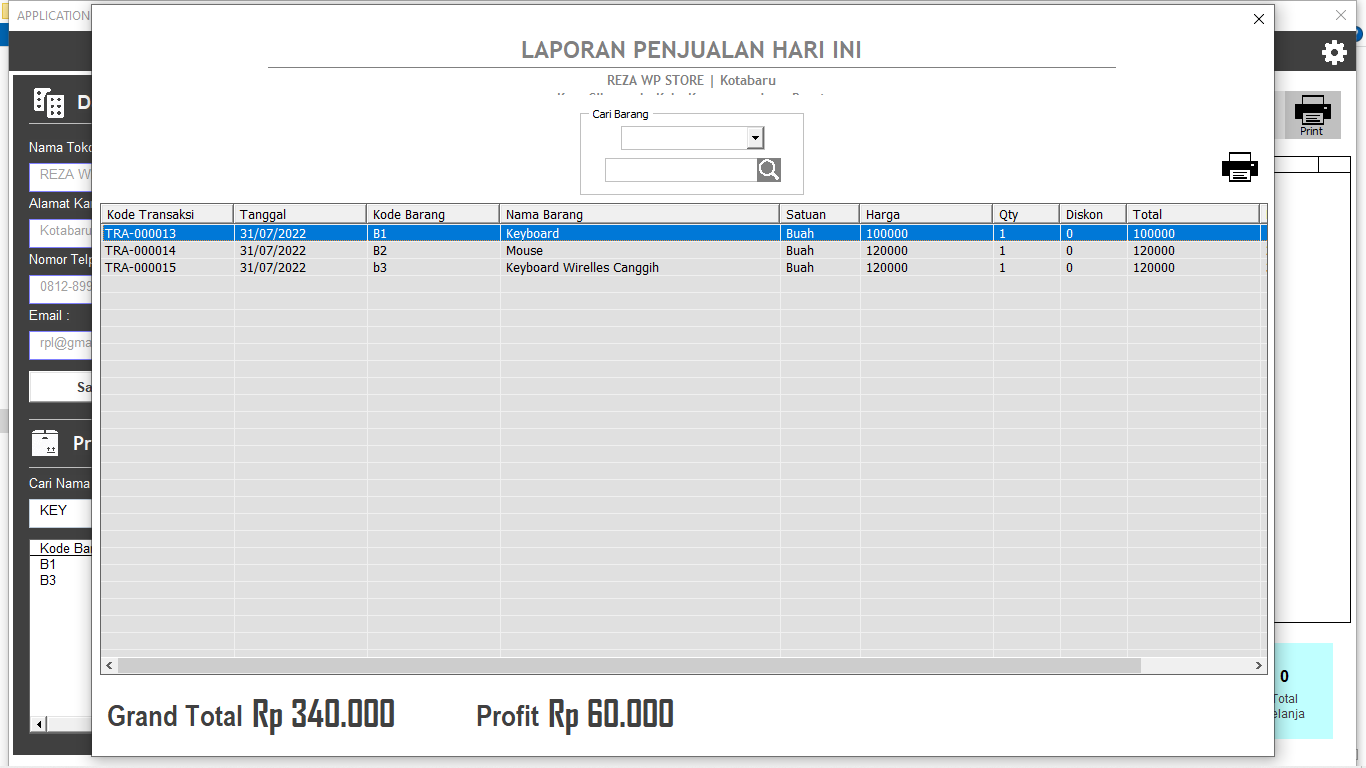 APPLICATION
LAPORAN PENJUALAN HARI INI
REZA WP STORE | Kotabaru
Cari Barang
Print
D
Nama Toko
REZA W
Alamat Ka
Kotabaru
Nomor Telp
0812-899
Email :
rpl@gma
Sa
Pr
Cari Nama
KEY
Kode Ba
B1
B3
Kode Transaksi Tanggal Kode Barang Nama Barang Satuan Harga Qty Diskon Total
TRA-000013 31/07/2022 B1 Keyboard Buah 100000 1 0 100000
TRA-000014 31/07/2022 B2 Mouse Buah 120000 1 0 120000
TRA-000015 31/07/2022 b3 Keyboard Wirelles Canggih Buah 120000 1 0 120000
Grand Total Rp 340.000 Profit Rp 60.000
0
Total
elanja